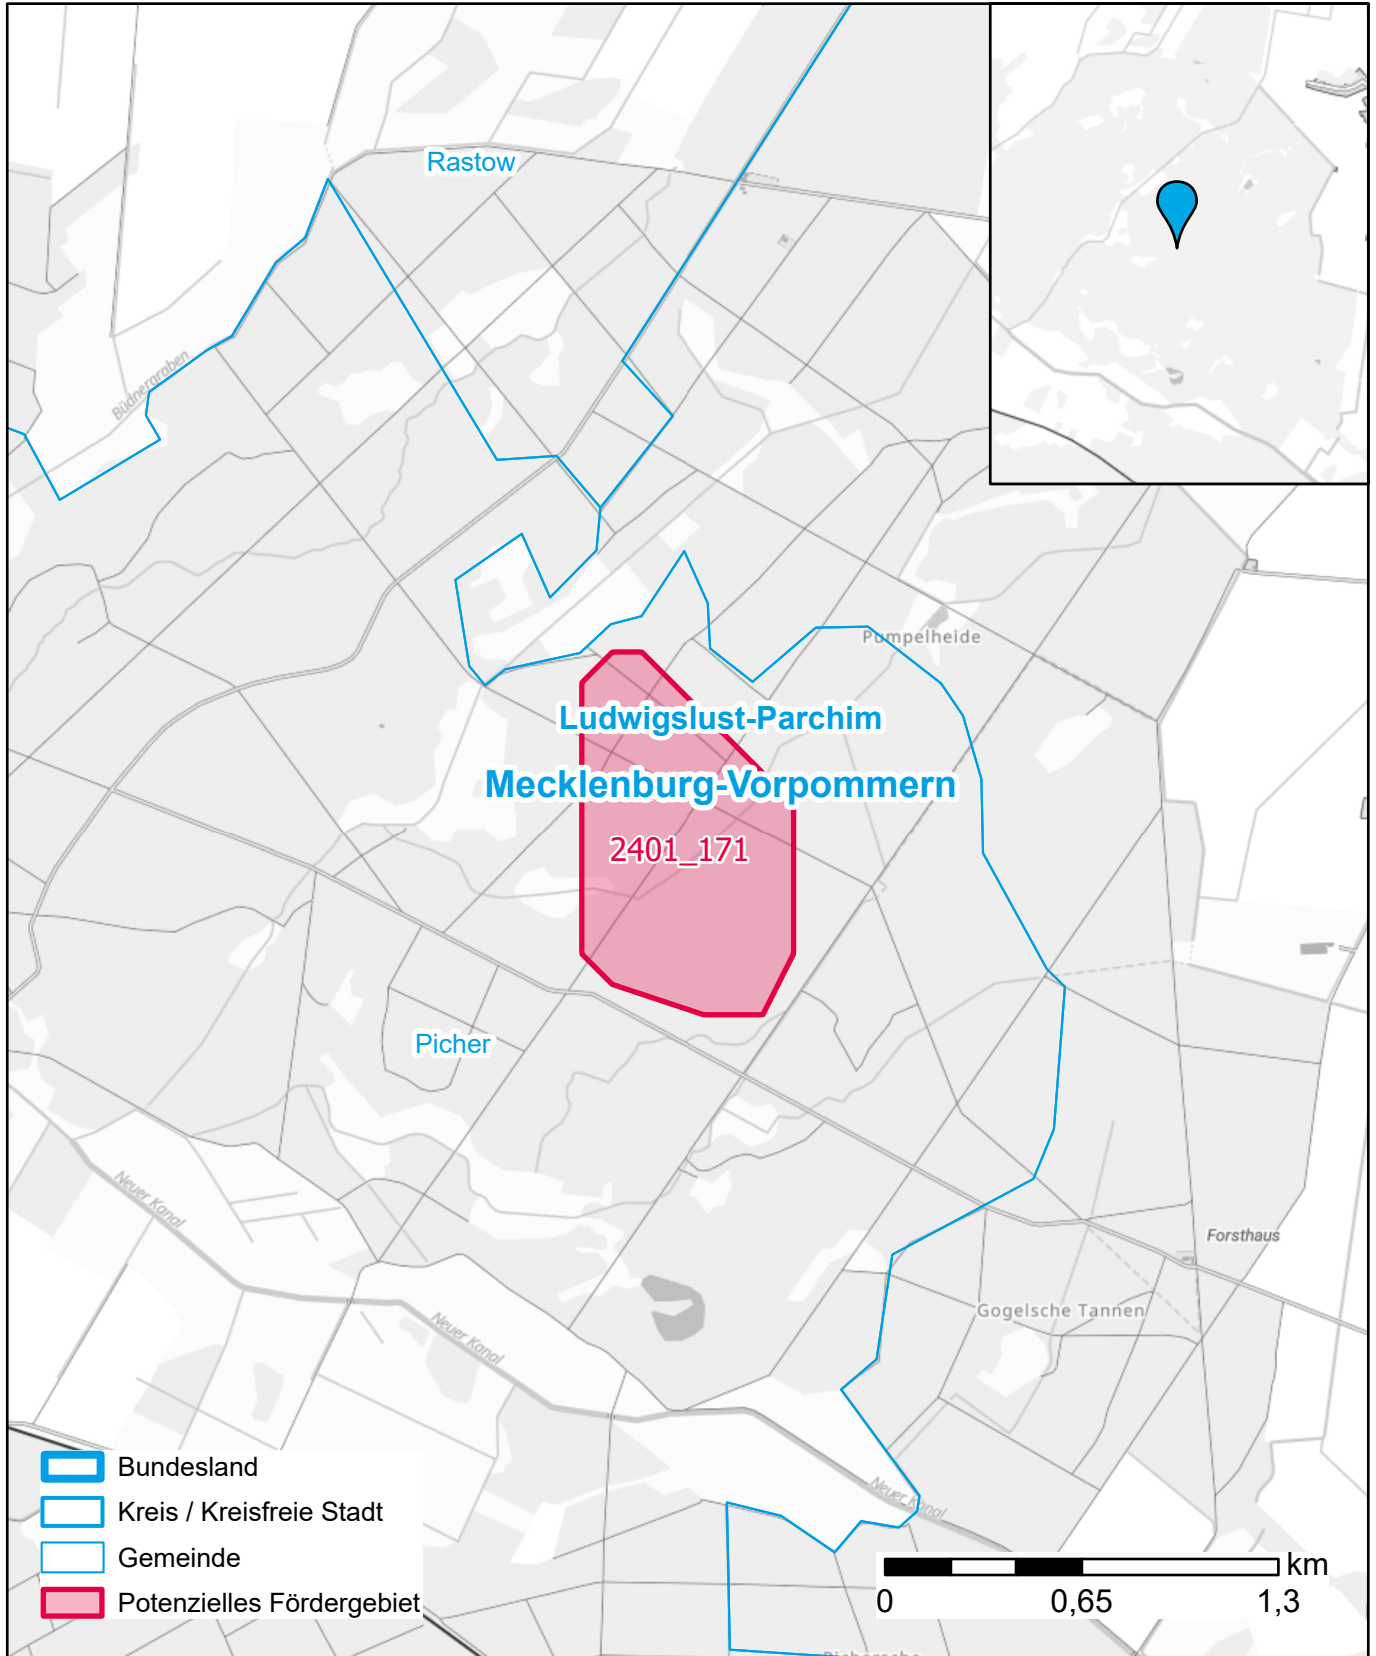 Rastow
Büdnergraben
Pumpelheide
Ludwigslust-Parchim
Mecklenburg-Vorpommern
2401_171
Picher
Neuer Kanal
Forsthaus
Gogelsche Tannen
Neuer Kanal
Neuer Kanal
Bundesland
Kreis / Kreisfreie Stadt
Gemeinde
Potenzielles Fördergebiet
km
0 0,65 1,3